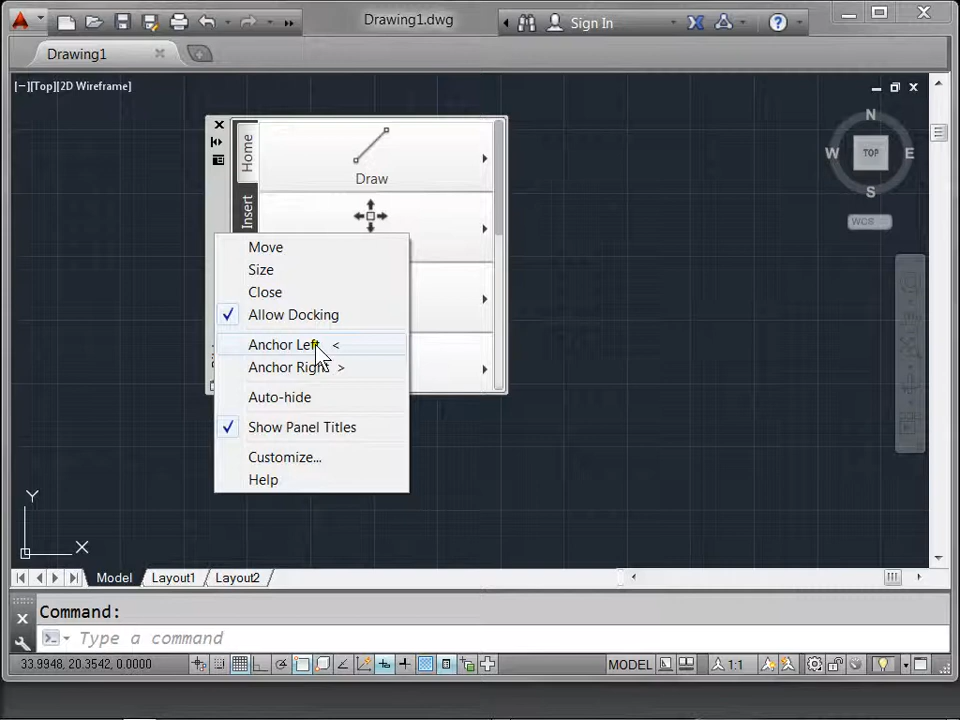 Drawing1.dwg
Sign In
Drawing1
[−][Top][2D Wireframe]
N
W
TOP
E
S
WCS
Home
Draw
Insert
Move
Size
Close
Allow Docking
Anchor Left <
Anchor Right >
Auto-hide
Show Panel Titles
Customize...
Help
Y
X
Model
Layout1
Layout2
Command:
Type a command
33.9948, 20.3542, 0.0000
MODEL
1:1